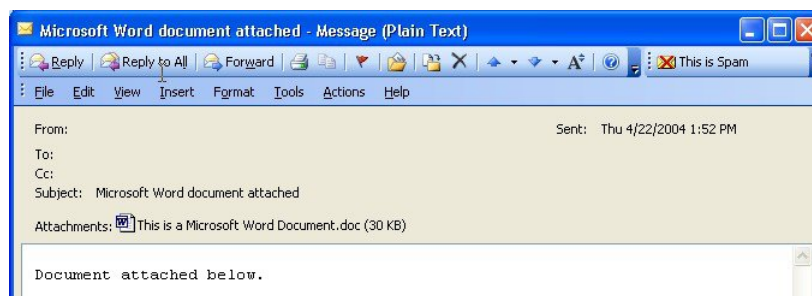 Microsoft Word document attached - Message (Plain Text)
Reply Reply to All Forward This is Spam
File Edit View Insert Format Tools Actions Help
From: Sent: Thu 4/22/2004 1:52 PM
To:
Cc:
Subject: Microsoft Word document attached
Attachments: This is a Microsoft Word Document.doc (30 KB)
Document attached below.